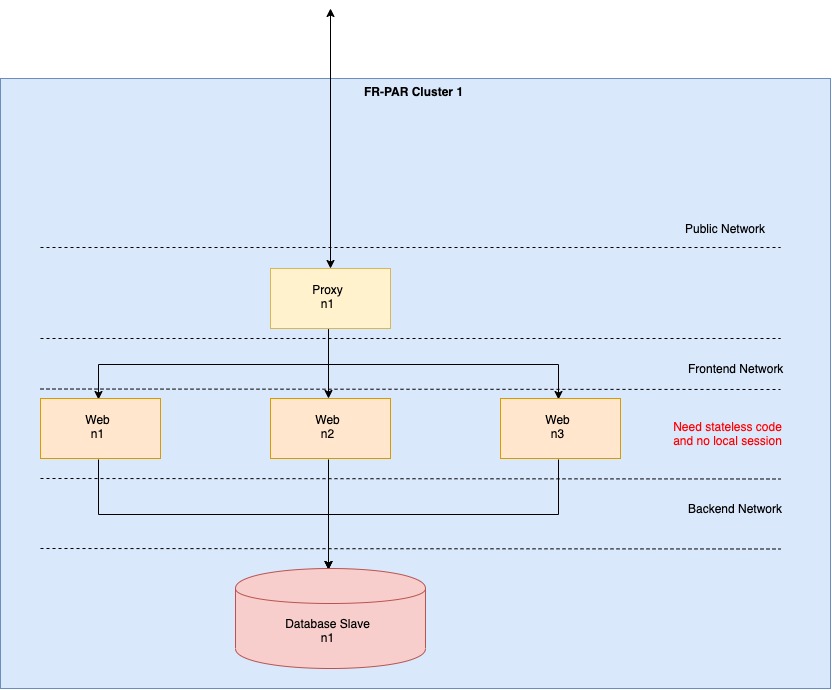 FR-PAR Cluster 1
Public Network
Proxy
n1
Frontend Network
Web
n1
Web
n2
Web
n3
Need stateless code
and no local session
Backend Network
Database Slave
n1